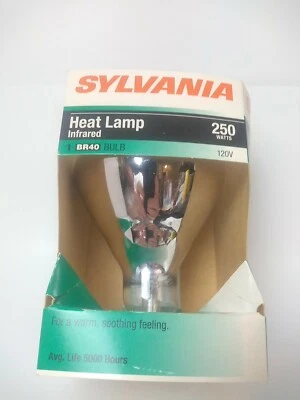 SYLVANIA
Heat Lamp
Infrared
250
WATTS
1 BR40 BULB
120V
For a warm, soothing feeling.
Avg. Life 5000 Hours